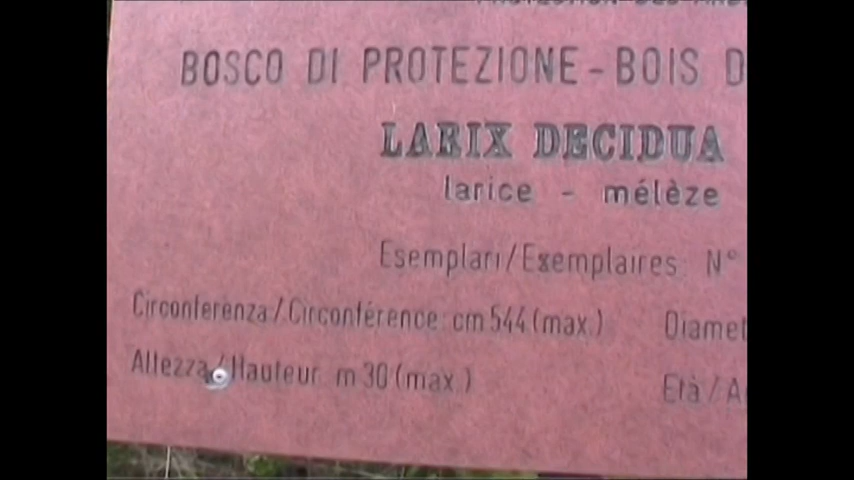 BOSCO DI PROTEZIONE - BOIS D
LARIX DECIDUA
larice - mélèze
Esemplari/Exemplaires: N°
Circonferenza/Circonférence: cm 544 (max.) Diamet
Altezza/Hauteur: m 30 (max.) Età/A